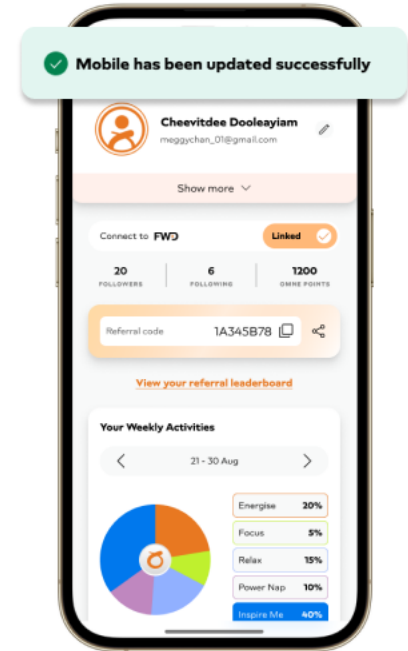 Mobile has been updated successfully
Cheevitdee Dooleayiam
meggychan_01@gmail.com
Show more
Connect to FWD
Linked
20
FOLLOWERS
6
FOLLOWING
1200
OMNE POINTS
Referral code
1A345B78
View your referral leaderboard
Your Weekly Activities
21 - 30 Aug
Energise 20%
Focus 5%
Relax 15%
Power Nap 10%
Inspire Me 40%